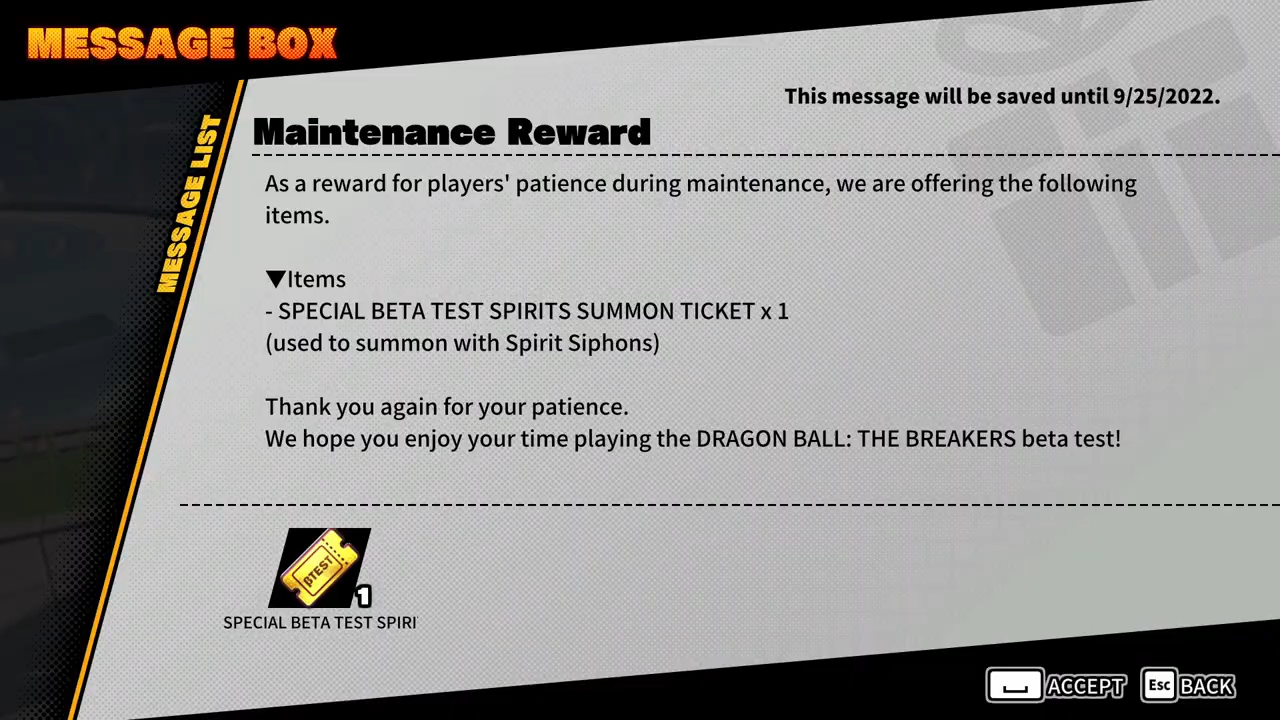 MESSAGE BOX
MESSAGE LIST
This message will be saved until 9/25/2022.
Maintenance Reward
As a reward for players' patience during maintenance, we are offering the following
items.
▼Items
- SPECIAL BETA TEST SPIRITS SUMMON TICKET x 1
(used to summon with Spirit Siphons)
Thank you again for your patience.
We hope you enjoy your time playing the DRAGON BALL: THE BREAKERS beta test!
βTEST
1
SPECIAL BETA TEST SPIRI
ACCEPT Esc BACK